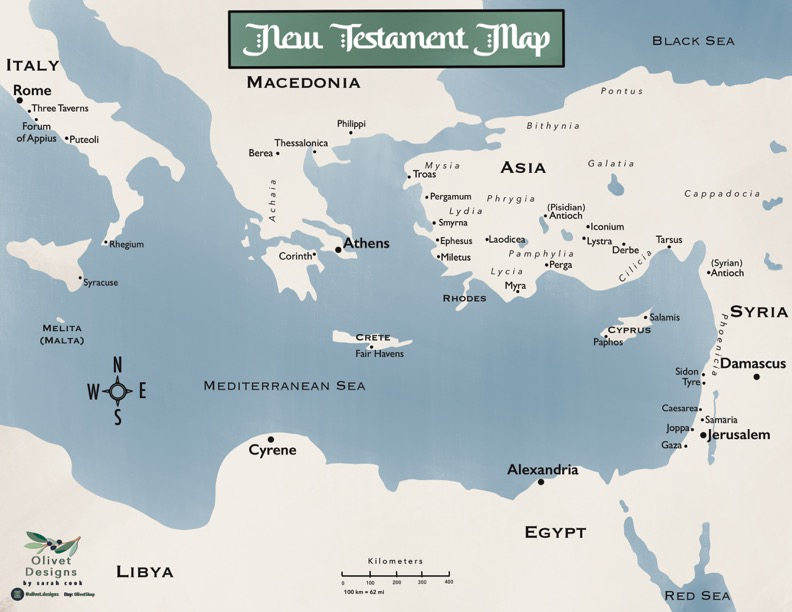 New Testament Map
BLACK SEA
ITALY
Rome
Three Taverns
Forum
of Appius
Puteoli
MACEDONIA
Philippi
Thessalonica
Berea
Achaia
Pontus
Bithynia
Mysia
Troas
ASIA
Galatia
Cappadocia
Pergamum
Phrygia
Lydia
Smyrna
(Pisidian)
Antioch
Iconium
Ephesus
Laodicea
Lystra
Derbe
Tarsus
Miletus
Pamphylia
Perga
Cilicia
Lycia
Myra
(Syrian)
Antioch
Athens
Corinth
Rhegium
Syracuse
RHODES
MELITA
(MALTA)
CRETE
Fair Havens
Salamis
CYPRUS
Paphos
SYRIA
Phoenicia
Damascus
Sidon
Tyre
Caesarea
Samaria
Joppa
Jerusalem
Gaza
N
W E
S
MEDITERRANEAN SEA
Cyrene
Alexandria
EGYPT
LIBYA
RED SEA
Kilometers
0 100 200 300 400
100 km = 62 mi
Olivet
Designs
by sarah cook
@olivet.designs Etsy: OlivetShop